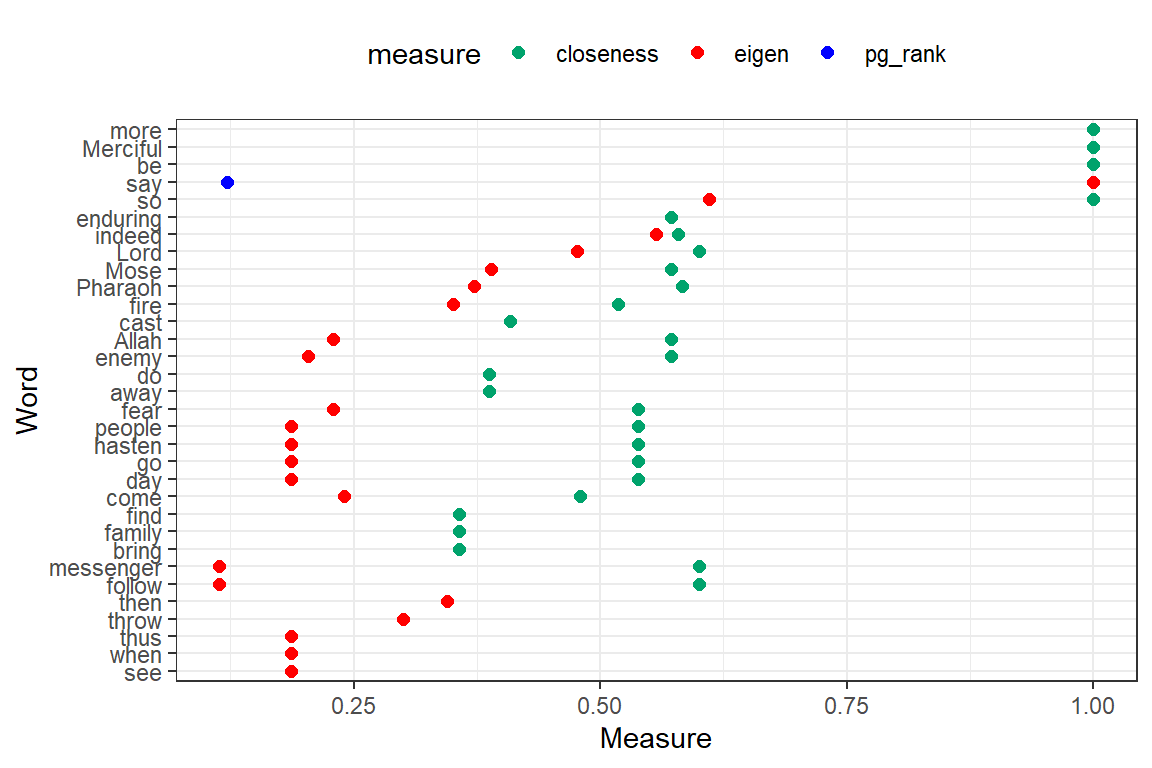 measure closeness eigen pg_rank
more
Merciful
be
say
so
enduring
indeed
Lord
Mose
Pharaoh
fire
cast
Allah
enemy
do
away
fear
people
hasten
go
day
come
find
family
bring
messenger
follow
then
throw
thus
when
see
Word
0.25 0.50 0.75 1.00
Measure